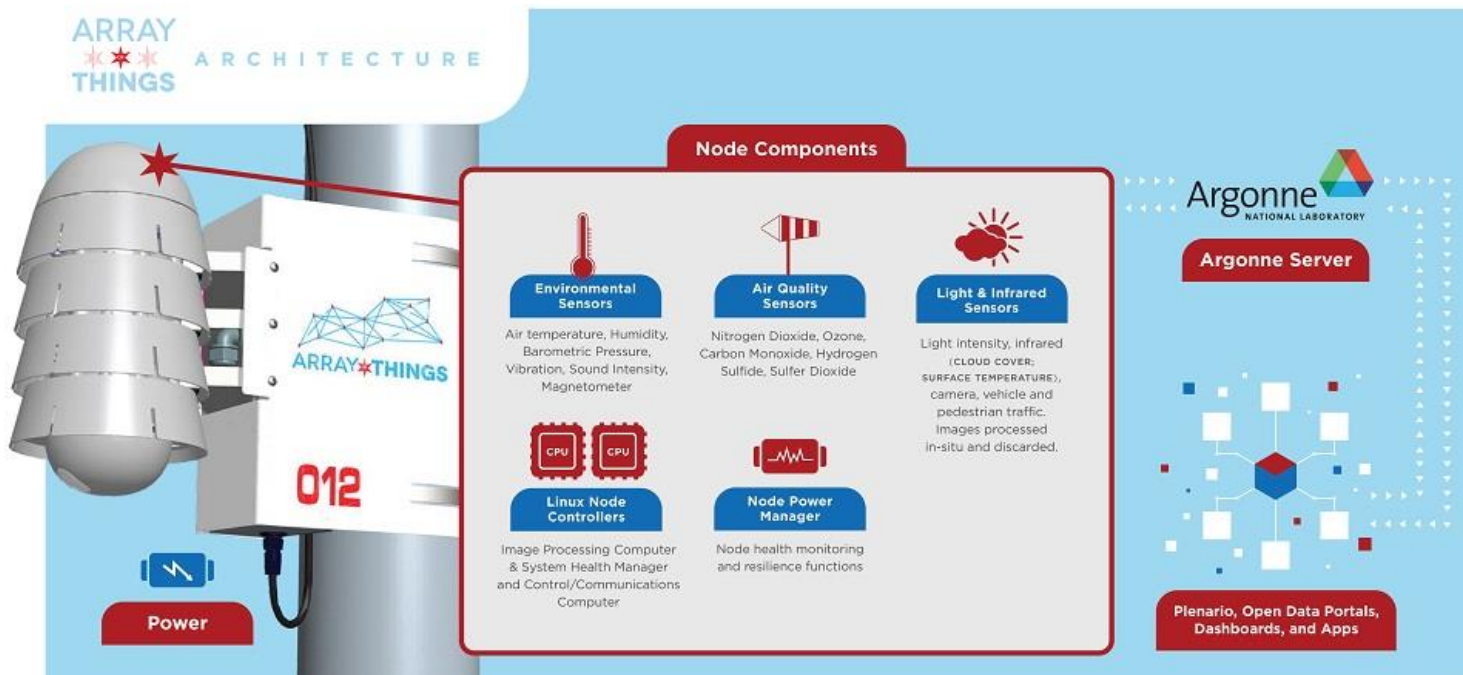 ARRAY
OF
THINGS
ARCHITECTURE
Node Components
Environmental
Sensors
Air temperature, Humidity,
Barometric Pressure,
Vibration, Sound Intensity,
Magnetometer
Air Quality
Sensors
Nitrogen Dioxide, Ozone,
Carbon Monoxide, Hydrogen
Sulfide, Sulfer Dioxide
Light & Infrared
Sensors
Light intensity, infrared
(CLOUD COVER;
SURFACE TEMPERATURE),
camera, vehicle and
pedestrian traffic.
Images processed
in-situ and discarded.
CPU CPU
Linux Node
Controllers
Image Processing Computer
& System Health Manager
and Control/Communications
Computer
Node Power
Manager
Node health monitoring
and resilience functions
ARRAY THINGS
012
Power
Argonne
NATIONAL LABORATORY
Argonne Server
Plenario, Open Data Portals,
Dashboards, and Apps